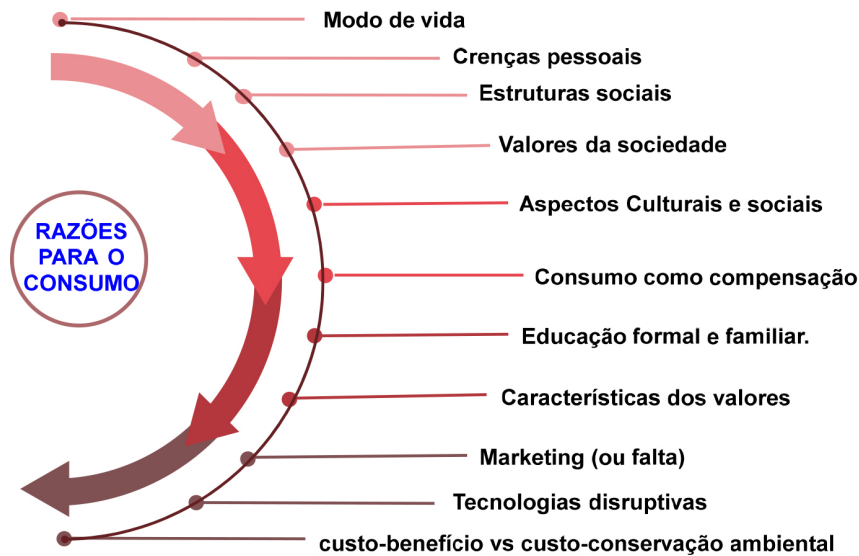 Modo de vida
Crenças pessoais
Estruturas sociais
Valores da sociedade
Aspectos Culturais e sociais
RAZÕES
PARA O
CONSUMO
Consumo como compensação
Educação formal e familiar.
Características dos valores
Marketing (ou falta)
Tecnologias disruptivas
custo-benefício vs custo-conservação ambiental